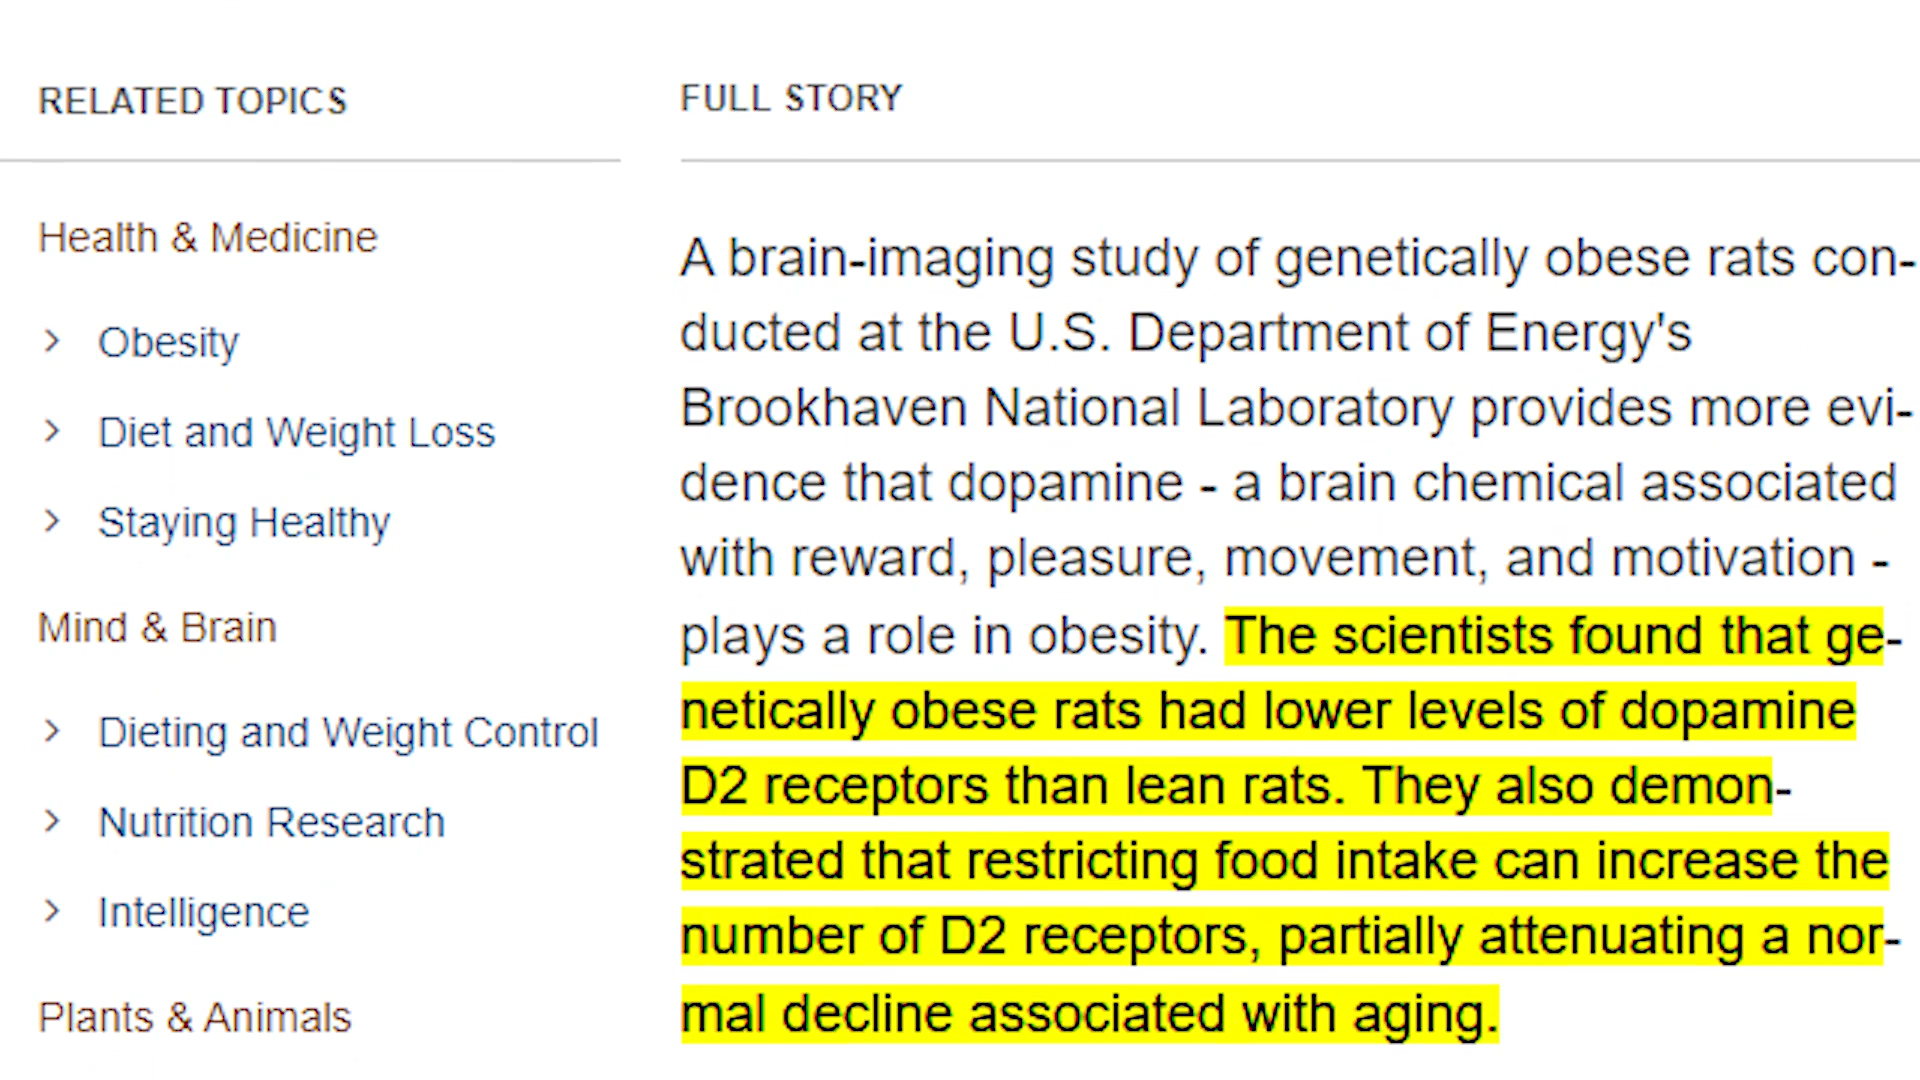 RELATED TOPICS
Health & Medicine
Obesity
Diet and Weight Loss
Staying Healthy
Mind & Brain
Dieting and Weight Control
Nutrition Research
Intelligence
Plants & Animals
FULL STORY
A brain-imaging study of genetically obese rats con-
ducted at the U.S. Department of Energy's
Brookhaven National Laboratory provides more evi-
dence that dopamine - a brain chemical associated
with reward, pleasure, movement, and motivation -
plays a role in obesity. The scientists found that ge-
netically obese rats had lower levels of dopamine
D2 receptors than lean rats. They also demon-
strated that restricting food intake can increase the
number of D2 receptors, partially attenuating a nor-
mal decline associated with aging.